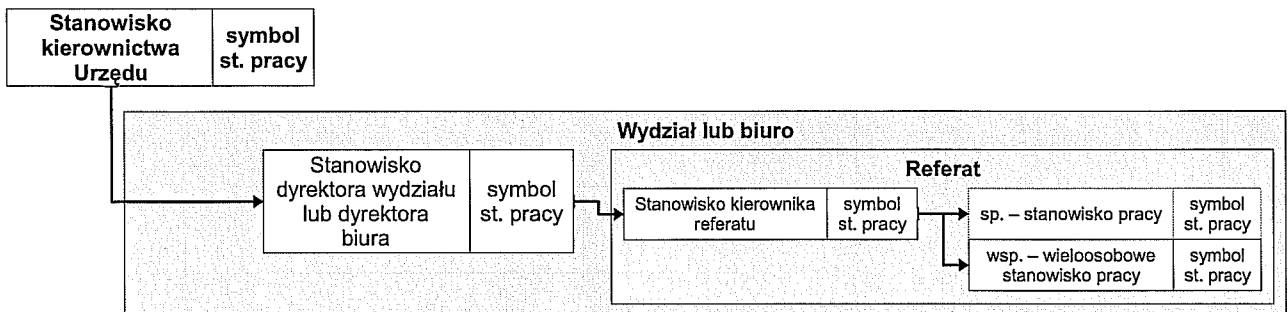 Stanowisko
kierownictwa
Urzędu
symbol
st. pracy
Wydział lub biuro
Stanowisko
dyrektora wydziału
lub dyrektora
biura
symbol
st. pracy
Referat
Stanowisko kierownika
referatu
symbol
st. pracy
sp. – stanowisko pracy
symbol
st. pracy
wsp. – wieloosobowe
stanowisko pracy
symbol
st. pracy